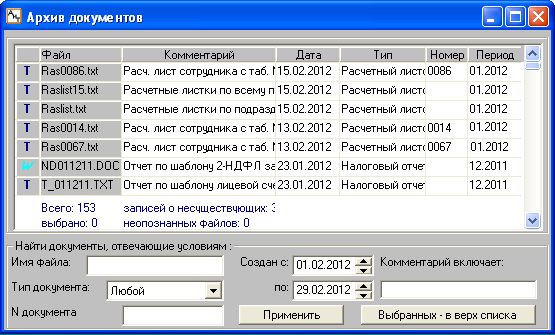 Архив документов
Файл Комментарий Дата Тип Номер Период
T Ras0086.txt Расч. лист сотрудника с таб. 15.02.2012 Расчетный лист 0086 01.2012
T Raslist15.txt Расчетные листки по всему п 15.02.2012 Расчетный лист 01.2012
T Raslist.txt Расчетные листки по подразд 15.02.2012 Расчетный лист 01.2012
T Ras0014.txt Расч. лист сотрудника с таб. 13.02.2012 Расчетный лист 0014 01.2012
T Ras0067.txt Расч. лист сотрудника с таб. 13.02.2012 Расчетный лист 0067 01.2012
W ND011211.DOC Отчет по шаблону 2-НДФЛ за 23.01.2012 Налоговый отчет 12.2011
T T_011211.TXT Отчет по шаблону лицевой сче 23.01.2012 Налоговый отчет 12.2011
Всего: 153 записей о несуществующих: 3
выбрано: 0 неопознанных файлов: 0
Найти документы, отвечающие условиям :
Имя файла: Создан с: 01.02.2012 Комментарий включает:
Тип документа: Любой по: 29.02.2012
N документа Применить Выбранных - в верх списка